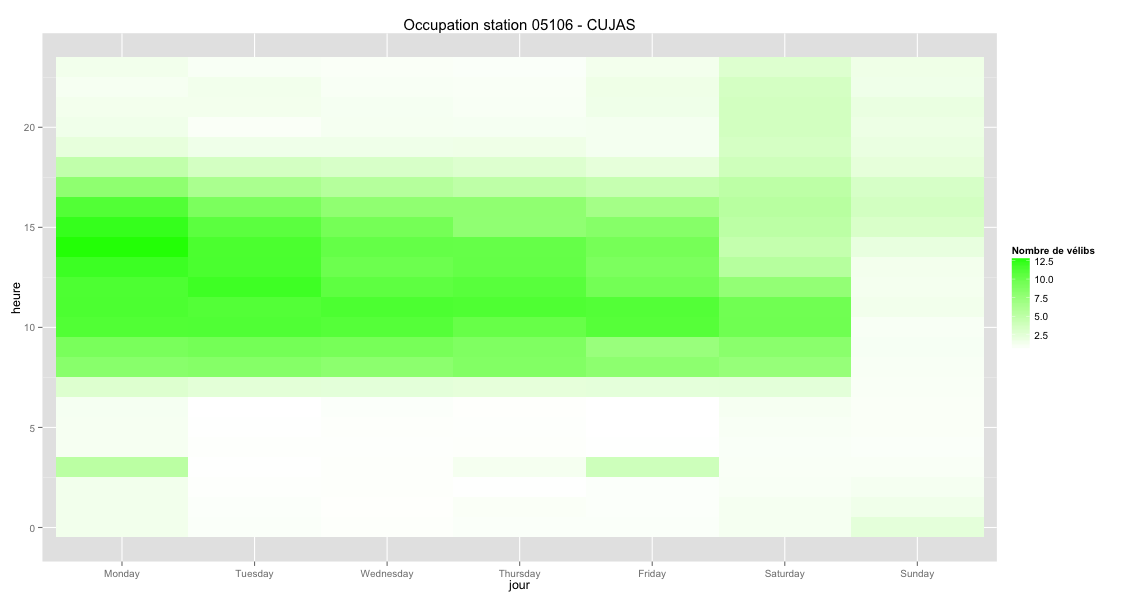 Occupation station 05106 - CUJAS
heure
20
15
10
5
0
Monday Tuesday Wednesday Thursday Friday Saturday Sunday
jour
Nombre de vélibs
12.5
10.0
7.5
5.0
2.5